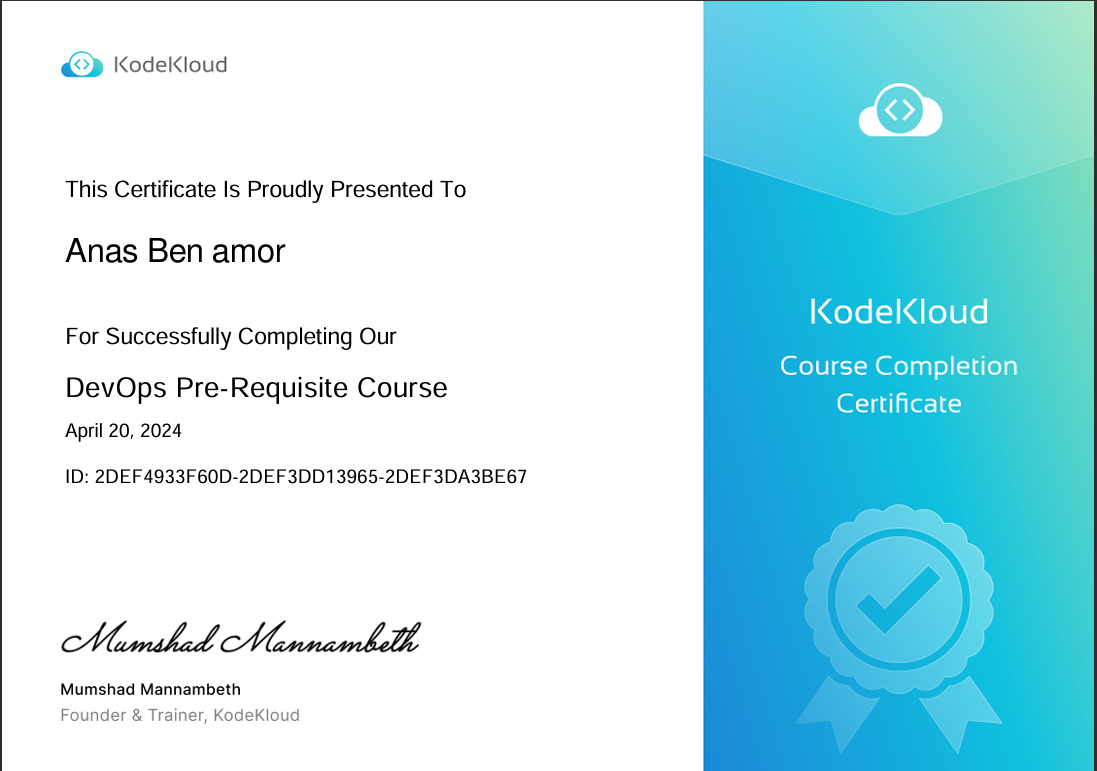 KodeKloud
This Certificate Is Proudly Presented To
Anas Ben amor
For Successfully Completing Our
DevOps Pre-Requisite Course
April 20, 2024
ID: 2DEF4933F60D-2DEF3DD13965-2DEF3DA3BE67
Mumshad Mannambeth
Mumshad Mannambeth
Founder & Trainer, KodeKloud
KodeKloud
Course Completion
Certificate